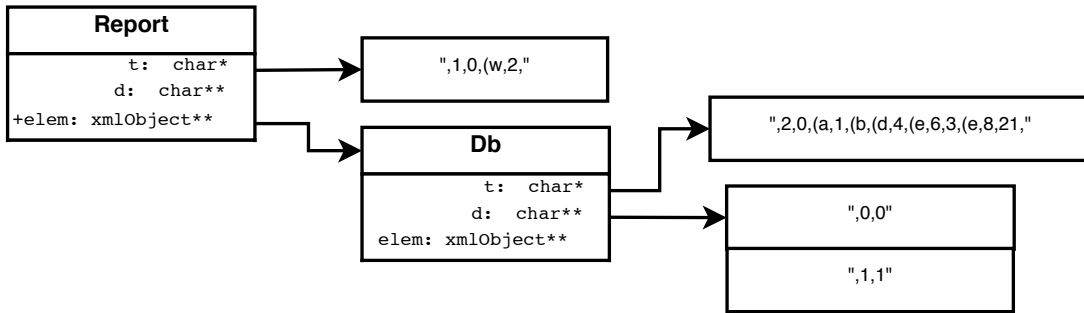 Report
t: char*
d: char**
+elem: xmlObject**
",1,0,(w,2,"
Db
t: char*
d: char**
elem: xmlObject**
",2,0,(a,1,(b,(d,4,(e,6,3,(e,8,21,"
",0,0"
",1,1"